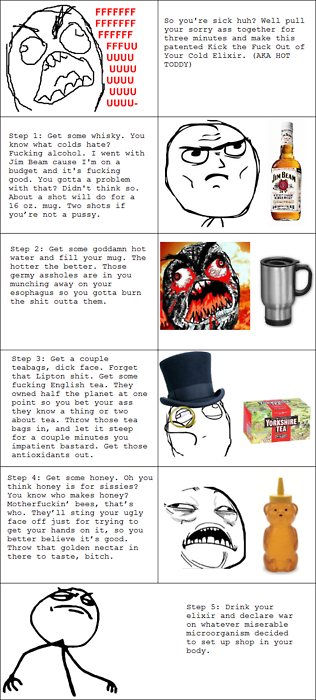 FFFFFFF
FFFFFFF
FFFFFF
FFFUU
UUUU
UUUU
UUUU
UUUU
UUUU-
So you're sick huh? Well pull
your sorry ass together for
three minutes and make this
patented Kick the Fuck Out of
Your Cold Elixir. (AKA HOT
TODDY)
Step 1: Get some whisky. You
know what colds hate?
Fucking alcohol. I went with
Jim Beam cause I'm on a
budget and it's fucking
good. You gotta a problem
with that? Didn't think so.
About a shot will do for a
16 oz. mug. Two shots if
you're not a pussy.
JIM BEAM
Step 2: Get some goddamn hot
water and fill your mug. The
hotter the better. Those
germy assholes are in you
munching away on your
esophagus so you gotta burn
the shit outta them.
Step 3: Get a couple
teabags, dick face. Forget
that Lipton shit. Get some
fucking English tea. They
owned half the planet at one
point so you bet your ass
they know a thing or two
about tea. Throw those tea
bags in, and let it steep
for a couple minutes you
impatient bastard. Get those
antioxidants out.
YORKSHIRE
TEA
Step 4: Get some honey. Oh you
think honey is for sissies?
You know who makes honey?
Motherfuckin' bees, that's
who. They'll sting your ugly
face off just for trying to
get your hands on it, so you
better believe it's good.
Throw that golden nectar in
there to taste, bitch.
Step 5: Drink your
elixir and declare war
on whatever miserable
microorganism decided
to set up shop in your
body.